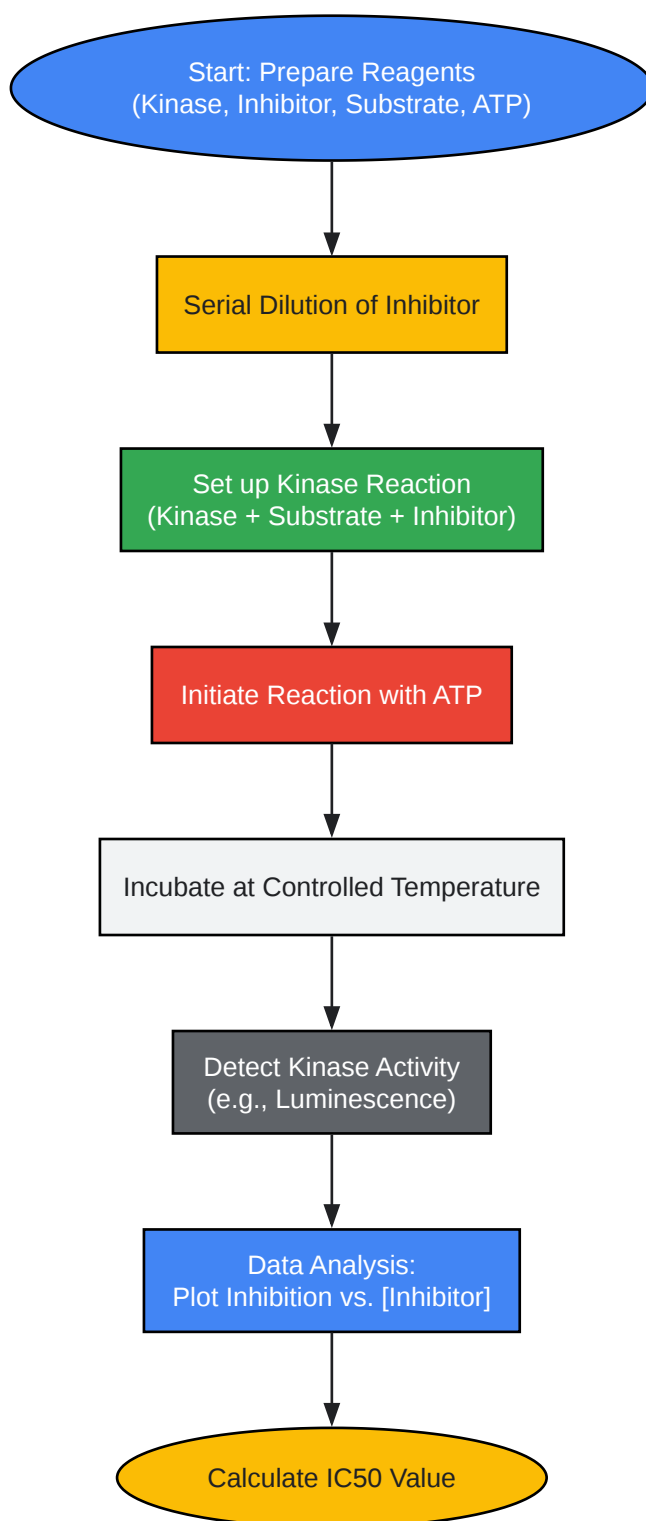 Start: Prepare Reagents
(Kinase, Inhibitor, Substrate, ATP)
Serial Dilution of Inhibitor
Set up Kinase Reaction
(Kinase + Substrate + Inhibitor)
Initiate Reaction with ATP
Incubate at Controlled Temperature
Detect Kinase Activity
(e.g., Luminescence)
Data Analysis:
Plot Inhibition vs. [Inhibitor]
Calculate IC50 Value